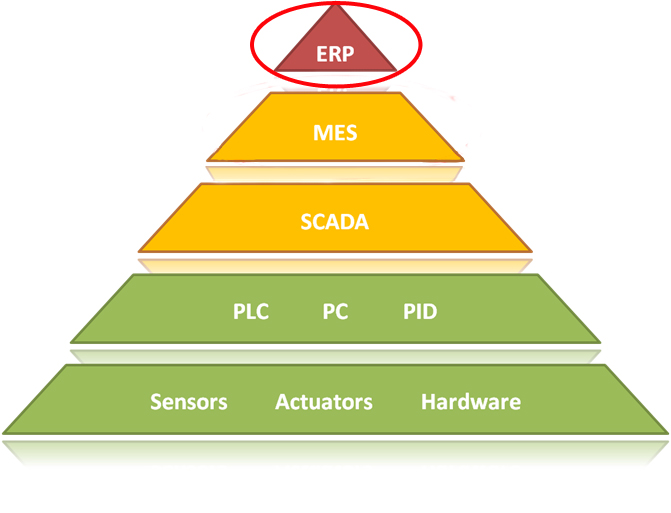 ERP
MES
SCADA
PLC PC PID
Sensors Actuators Hardware